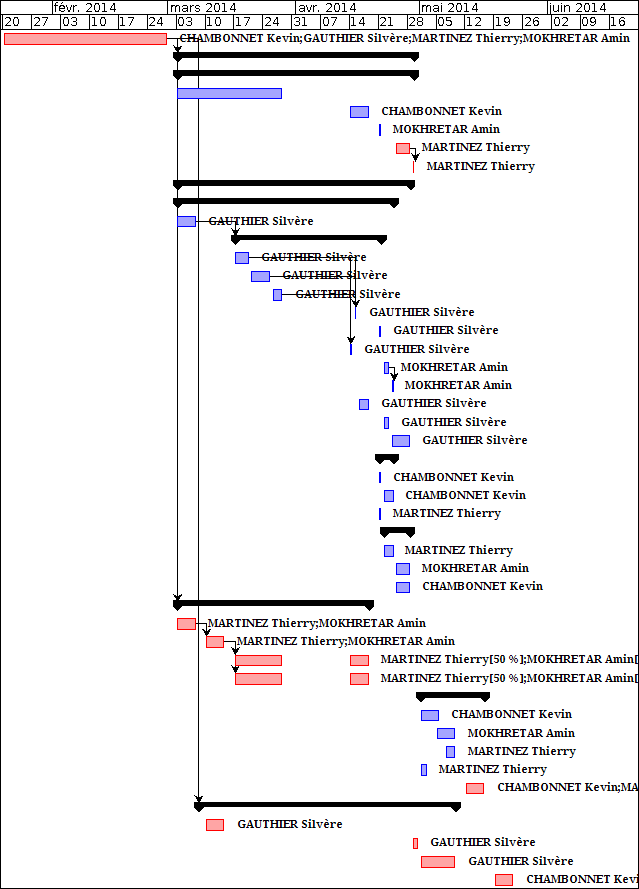 févr. 2014 mars 2014 avr. 2014 mai 2014 juin 2014
20 27 03 10 17 24 03 10 17 24 31 07 14 21 28 05 12 19 26 02 09 16
CHAMBONNET Kevin;GAUTHIER Silvère;MARTINEZ Thierry;MOKHRETAR Amin
CHAMBONNET Kevin
MOKHRETAR Amin
MARTINEZ Thierry
MARTINEZ Thierry
GAUTHIER Silvère
GAUTHIER Silvère
GAUTHIER Silvère
GAUTHIER Silvère
GAUTHIER Silvère
GAUTHIER Silvère
GAUTHIER Silvère
MOKHRETAR Amin
MOKHRETAR Amin
GAUTHIER Silvère
GAUTHIER Silvère
GAUTHIER Silvère
CHAMBONNET Kevin
CHAMBONNET Kevin
MARTINEZ Thierry
MARTINEZ Thierry
MOKHRETAR Amin
CHAMBONNET Kevin
MARTINEZ Thierry;MOKHRETAR Amin
MARTINEZ Thierry;MOKHRETAR Amin
MARTINEZ Thierry[50 %];MOKHRETAR Amin[
MARTINEZ Thierry[50 %];MOKHRETAR Amin[
CHAMBONNET Kevin
MOKHRETAR Amin
MARTINEZ Thierry
MARTINEZ Thierry
CHAMBONNET Kevin;MA
GAUTHIER Silvère
GAUTHIER Silvère
GAUTHIER Silvère
CHAMBONNET Kevi